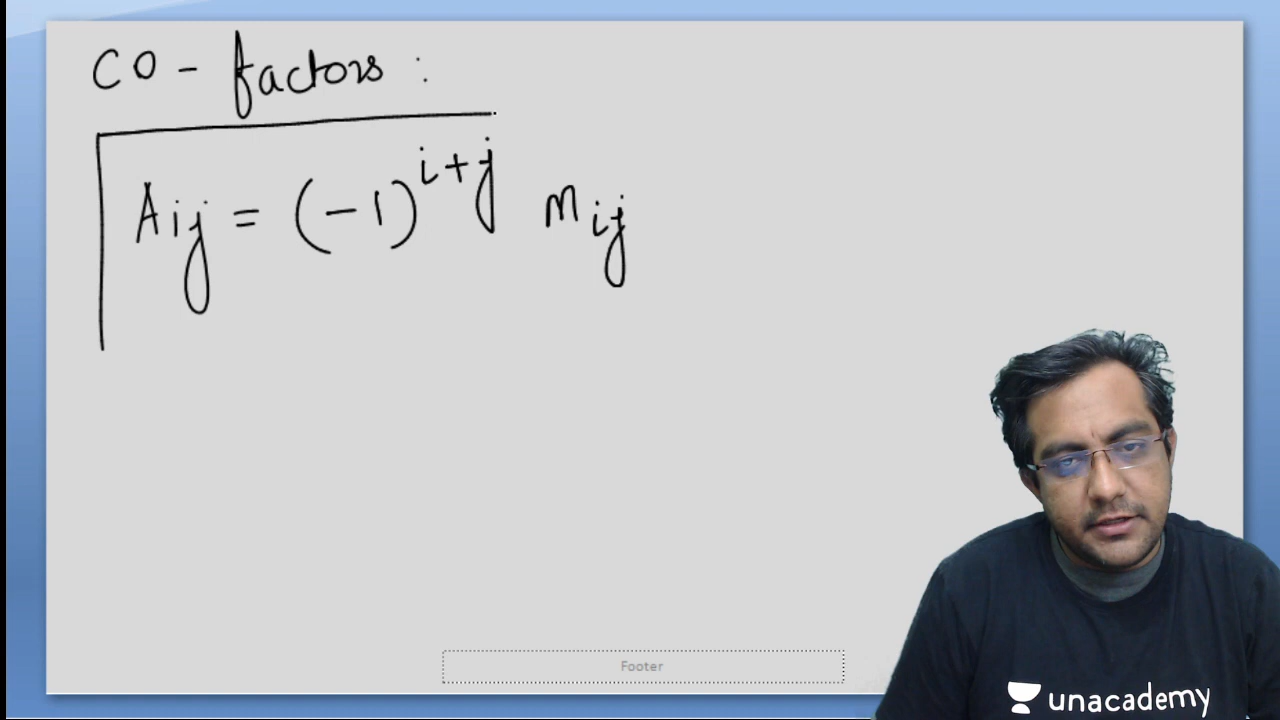 CO - factors :
Aij = (-1)^i+j mij
Footer
unacademy